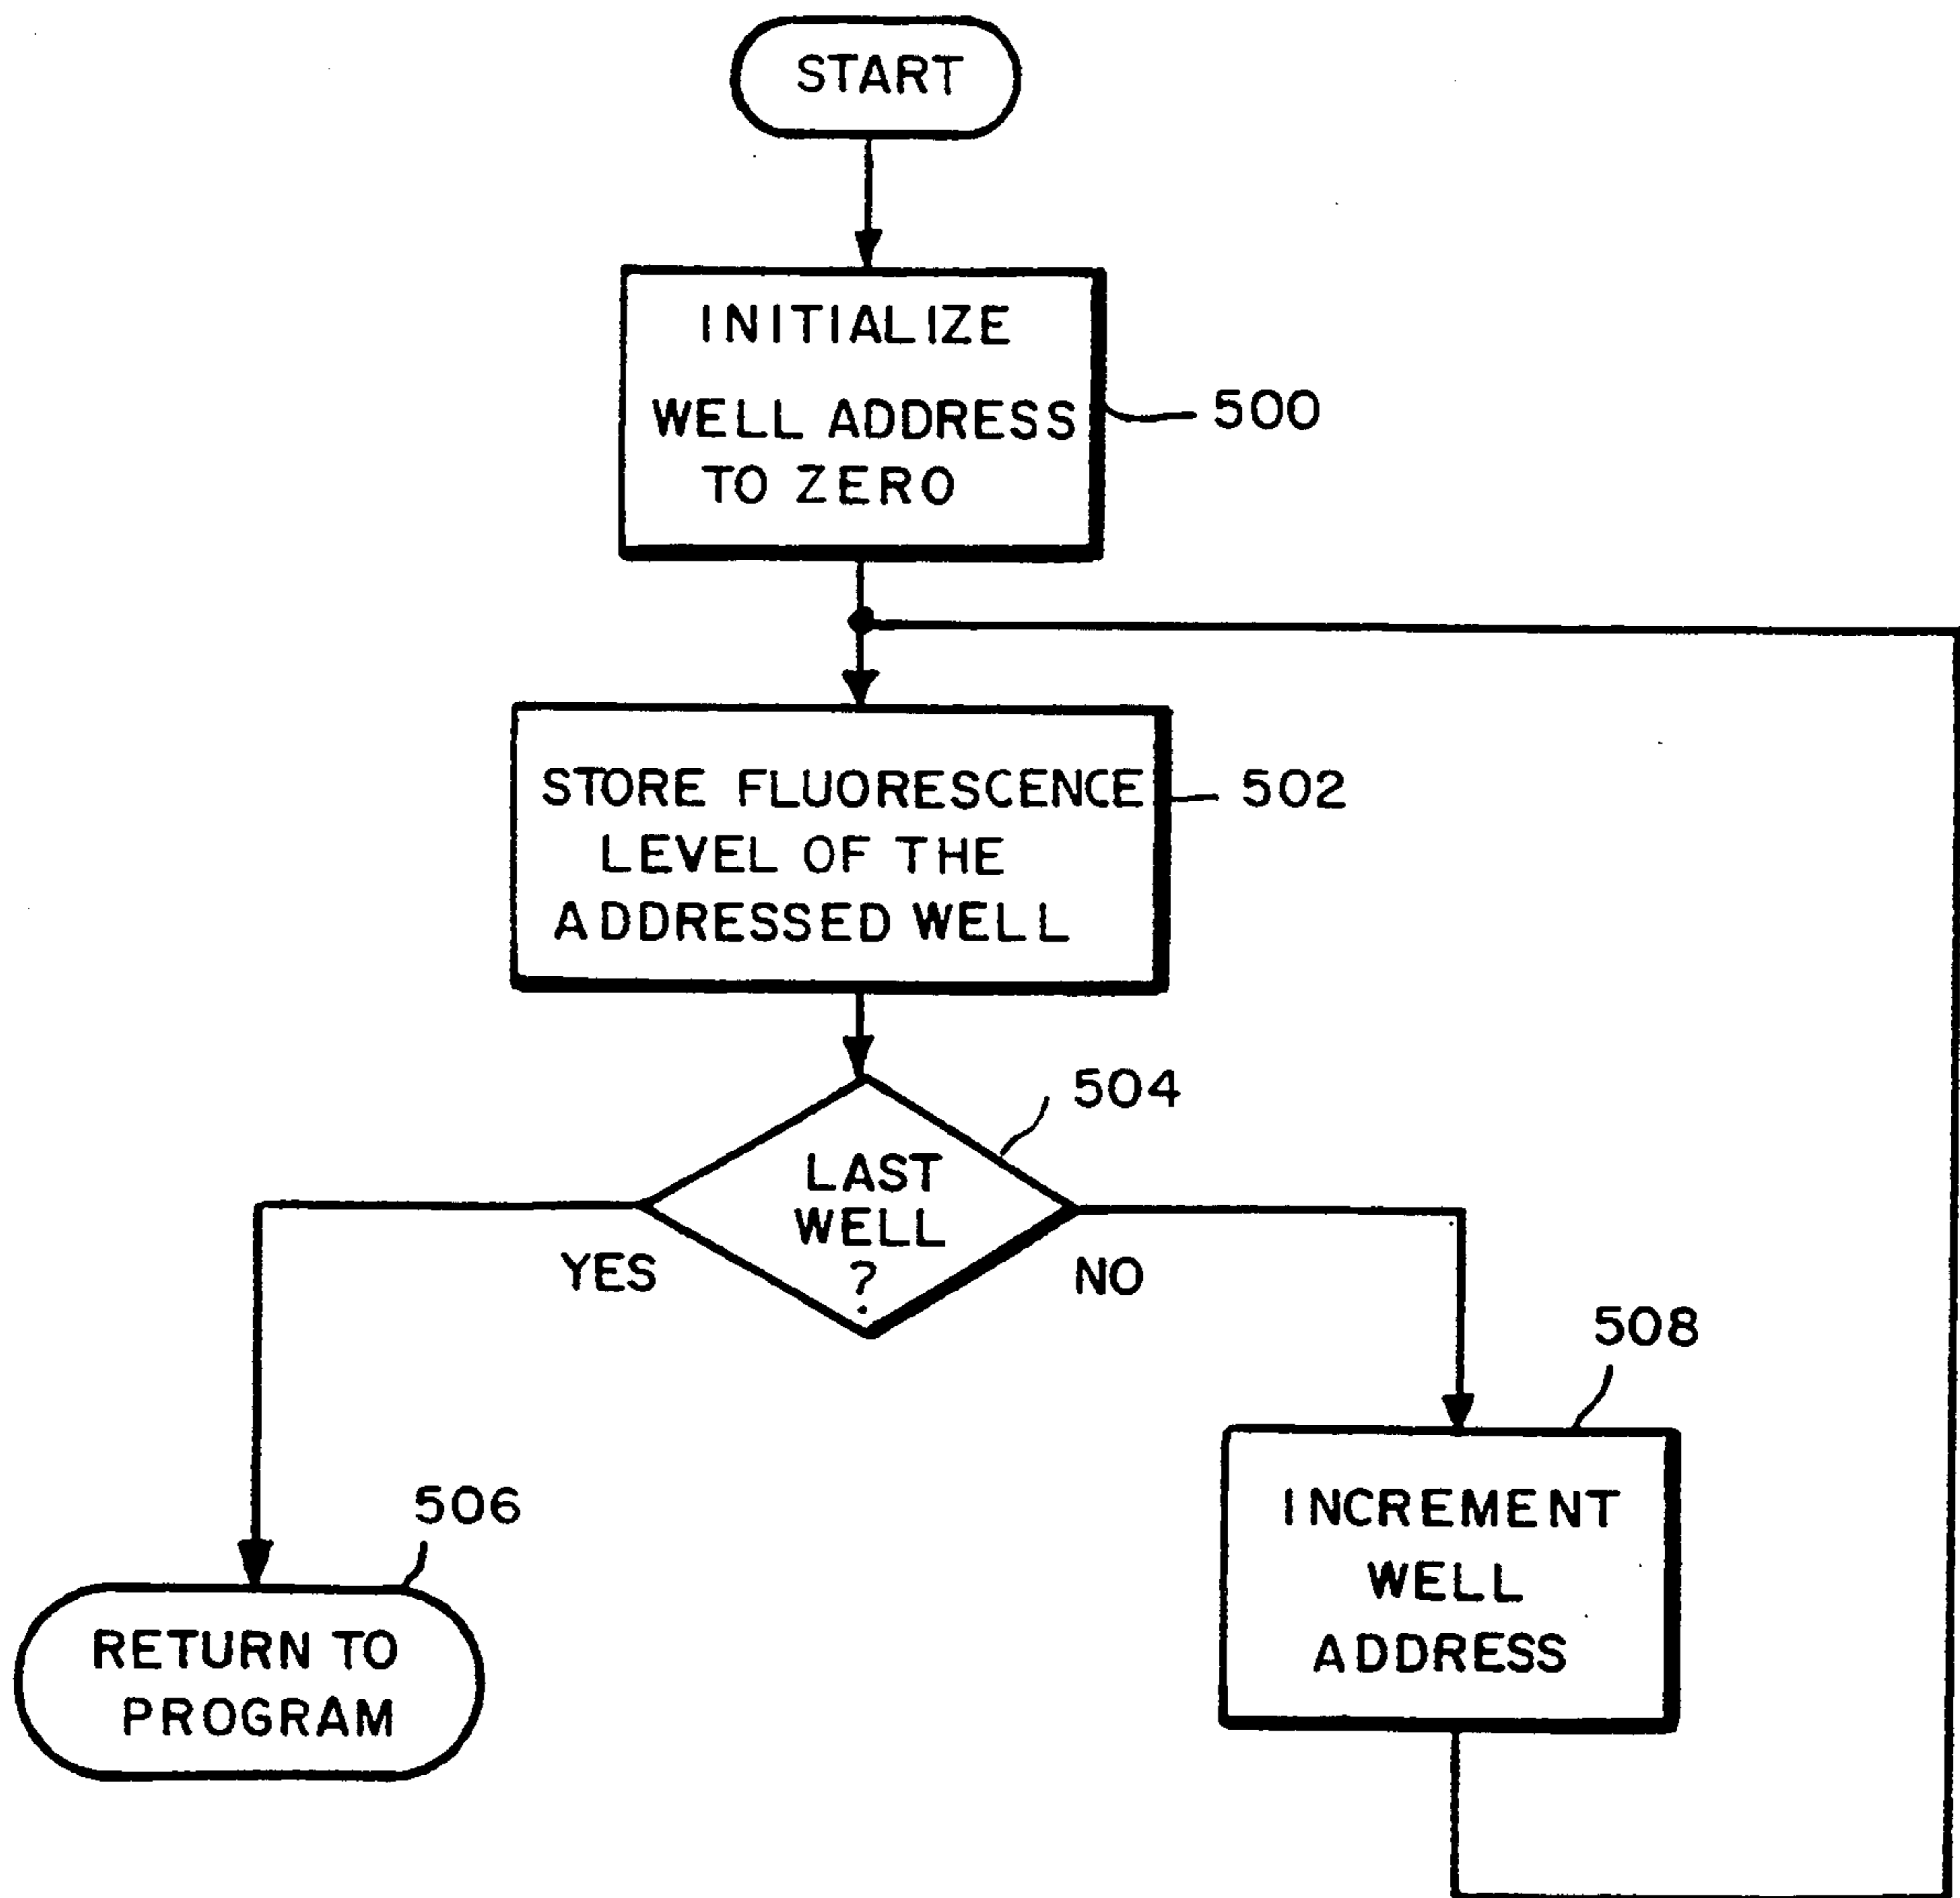 START
INITIALIZE
WELL ADDRESS
TO ZERO
500
STORE FLUORESCENCE
LEVEL OF THE
ADDRESSED WELL
502
504
LAST
WELL
?
YES
NO
508
506
INCREMENT
WELL
ADDRESS
RETURN TO
PROGRAM